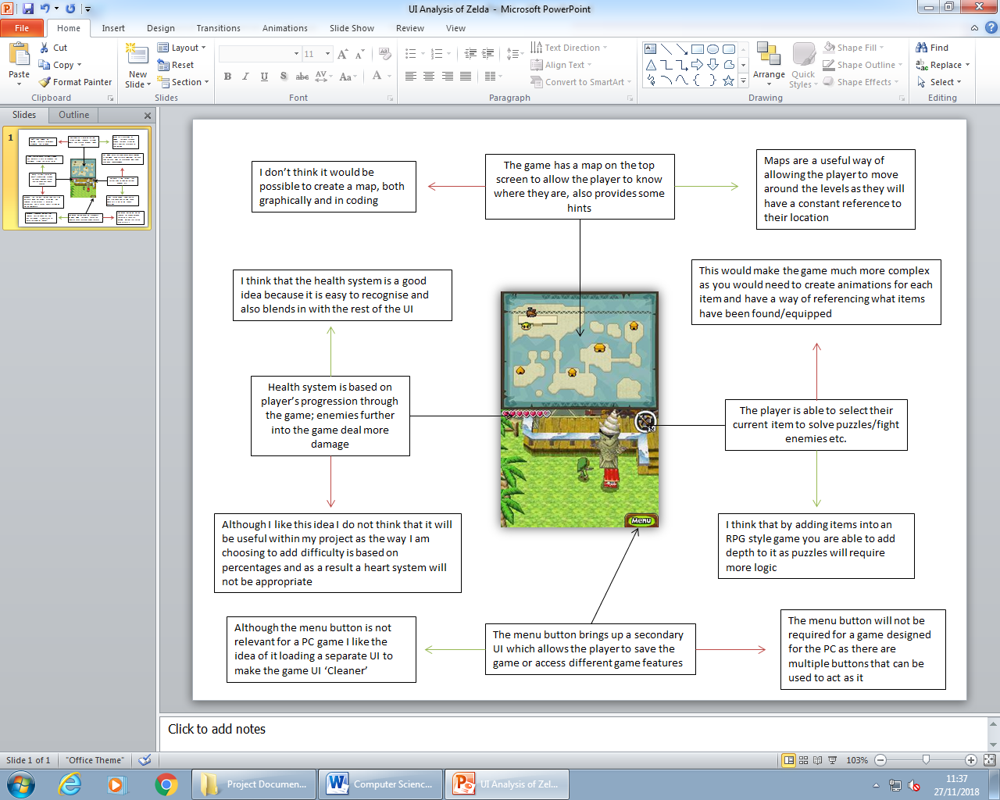 UI Analysis of Zelda - Microsoft PowerPoint
File Home Insert Design Transitions Animations Slide Show Review View
Paste
Cut
Copy
Format Painter
Clipboard
New
Slide
Layout
Reset
Section
Slides
11
B I U S abc AV Aa A
Font
Text Direction
Align Text
Convert to SmartArt
Paragraph
Arrange
Quick
Styles
Shape Fill
Shape Outline
Shape Effects
Drawing
Find
Replace
Select
Editing
Slides Outline
1
I don't think it would be
possible to create a map, both
graphically and in coding
The game has a map on the top
screen to allow the player to know
where they are, also provides some
hints
Maps are a useful way of
allowing the player to move
around the levels as they will
have a constant reference to
their location
I think that the health system is a good
idea because it is easy to recognise and
also blends in with the rest of the UI
This would make the game much more complex
as you would need to create animations for each
item and have a way of referencing what items
have been found/equipped
Health system is based on
player's progression through
the game; enemies further
into the game deal more
damage
The player is able to select their
current item to solve puzzles/fight
enemies etc.
Menu
Although I like this idea I do not think that it will
be useful within my project as the way I am
choosing to add difficulty is based on
percentages and as a result a heart system will
not be appropriate
I think that by adding items into an
RPG style game you are able to add
depth to it as puzzles will require
more logic
Although the menu button is not
relevant for a PC game I like the
idea of it loading a separate UI to
make the game UI ‘Cleaner’
The menu button brings up a secondary
UI which allows the player to save the
game or access different game features
The menu button will not be
required for a game designed
for the PC as there are
multiple buttons that can be
used to act as it
Click to add notes
Slide 1 of 1 "Office Theme" 103%
Project Documen... Computer Scienc... UI Analysis of Zel...
11:37
27/11/2018